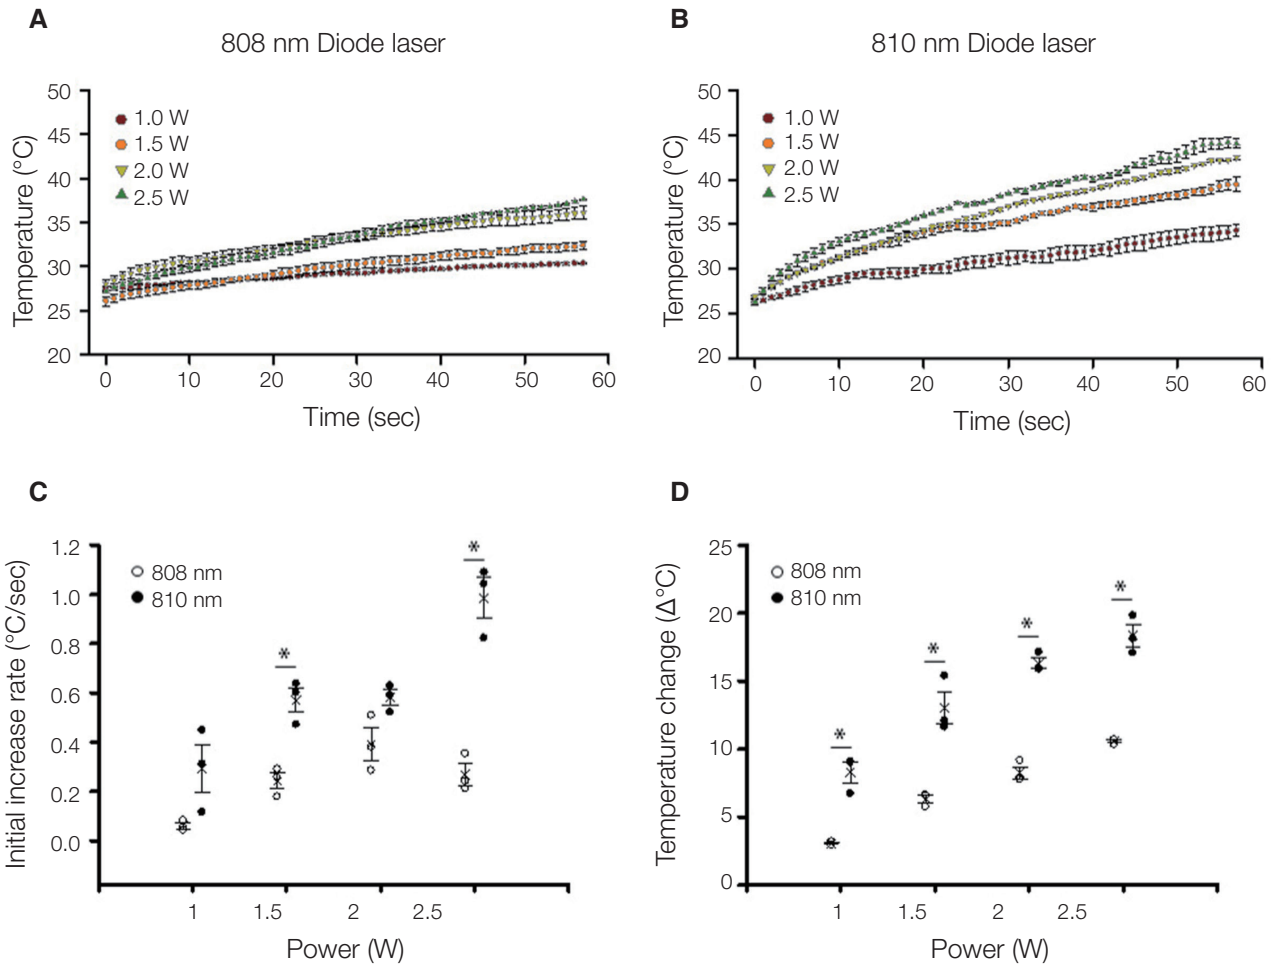 A
808 nm Diode laser
50
45
40
35
30
25
20
Temperature (°C)
1.0 W
1.5 W
2.0 W
2.5 W
0 10 20 30 40 50 60
Time (sec)
B
810 nm Diode laser
50
45
40
35
30
25
20
Temperature (°C)
1.0 W
1.5 W
2.0 W
2.5 W
0 10 20 30 40 50 60
Time (sec)
C
1.2
1.0
0.8
0.6
0.4
0.2
0.0
Initial increase rate (°C/sec)
808 nm
810 nm
*
*
1 1.5 2 2.5
Power (W)
D
25
20
15
10
5
0
Temperature change (Δ°C)
808 nm
810 nm
*
*
*
*
1 1.5 2 2.5
Power (W)